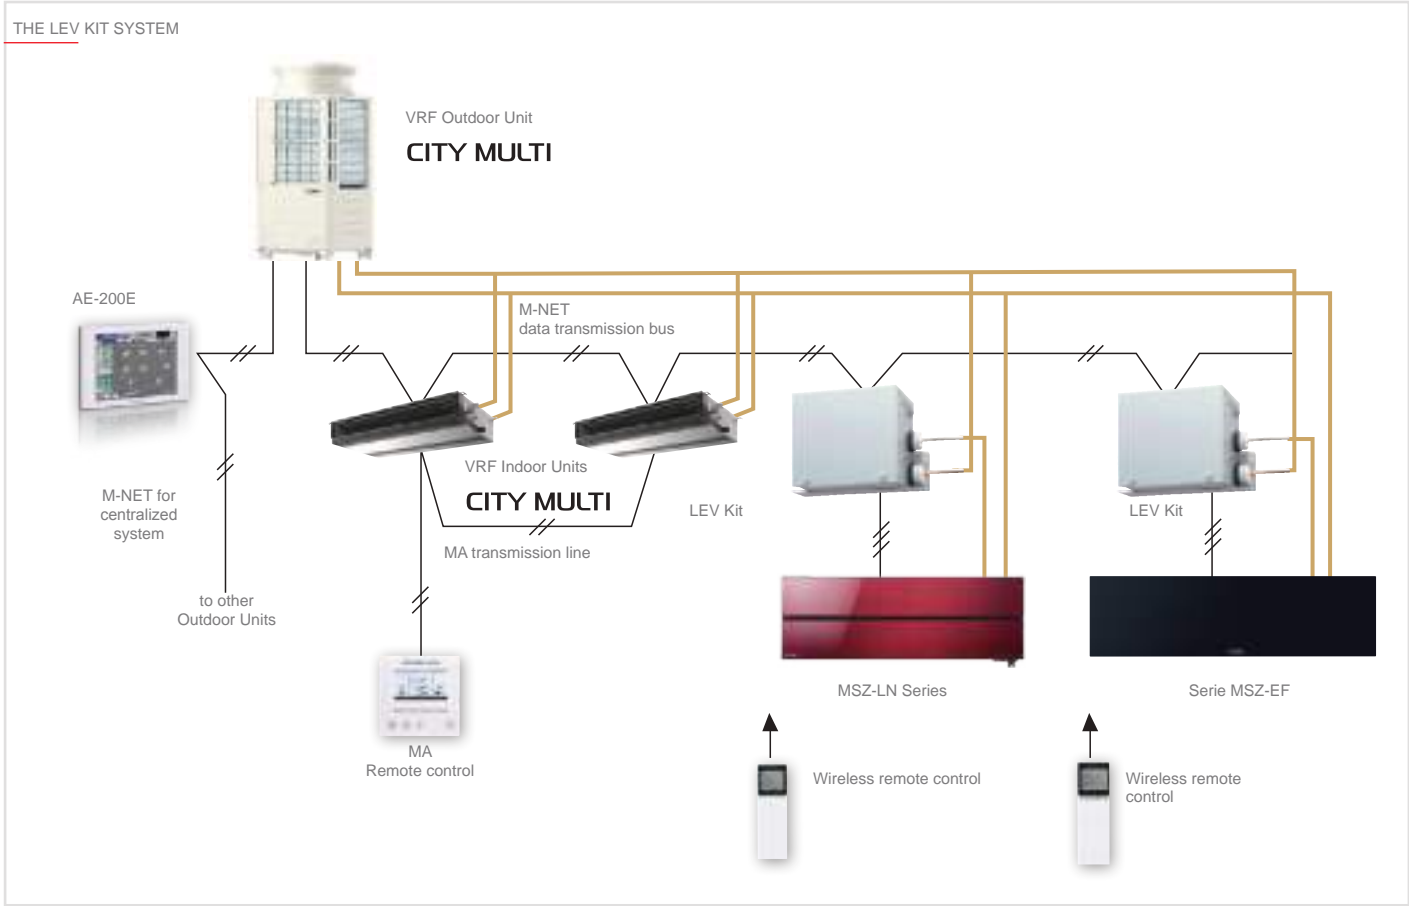 THE LEV KIT SYSTEM
VRF Outdoor Unit
CITY MULTI
AE-200E
M-NET
data transmission bus
VRF Indoor Units
CITY MULTI
M-NET for
centralized
system
LEV Kit
LEV Kit
MA transmission line
to other
Outdoor Units
MSZ-LN Series
Serie MSZ-EF
MA
Remote control
Wireless remote control
Wireless remote
control